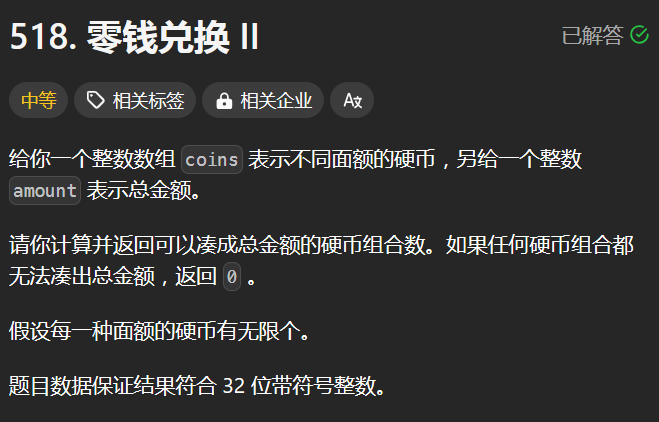 518. 零钱兑换 II
已解答
中等 相关标签 相关企业 A文
给你一个整数数组 coins 表示不同面额的硬币，另给一个整数
amount 表示总金额。
请你计算并返回可以凑成总金额的硬币组合数。如果任何硬币组合都
无法凑出总金额，返回 0 。
假设每一种面额的硬币有无限个。
题目数据保证结果符合 32 位带符号整数。